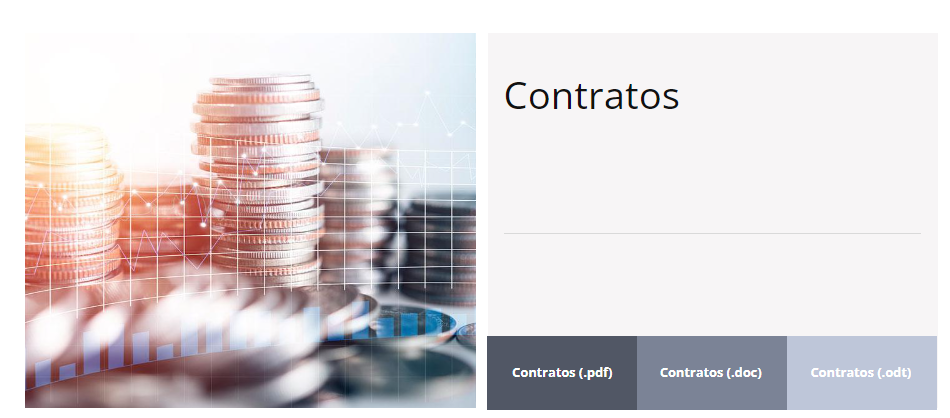 Contratos
Contratos (.pdf)
Contratos (.doc)
Contratos (.odt)